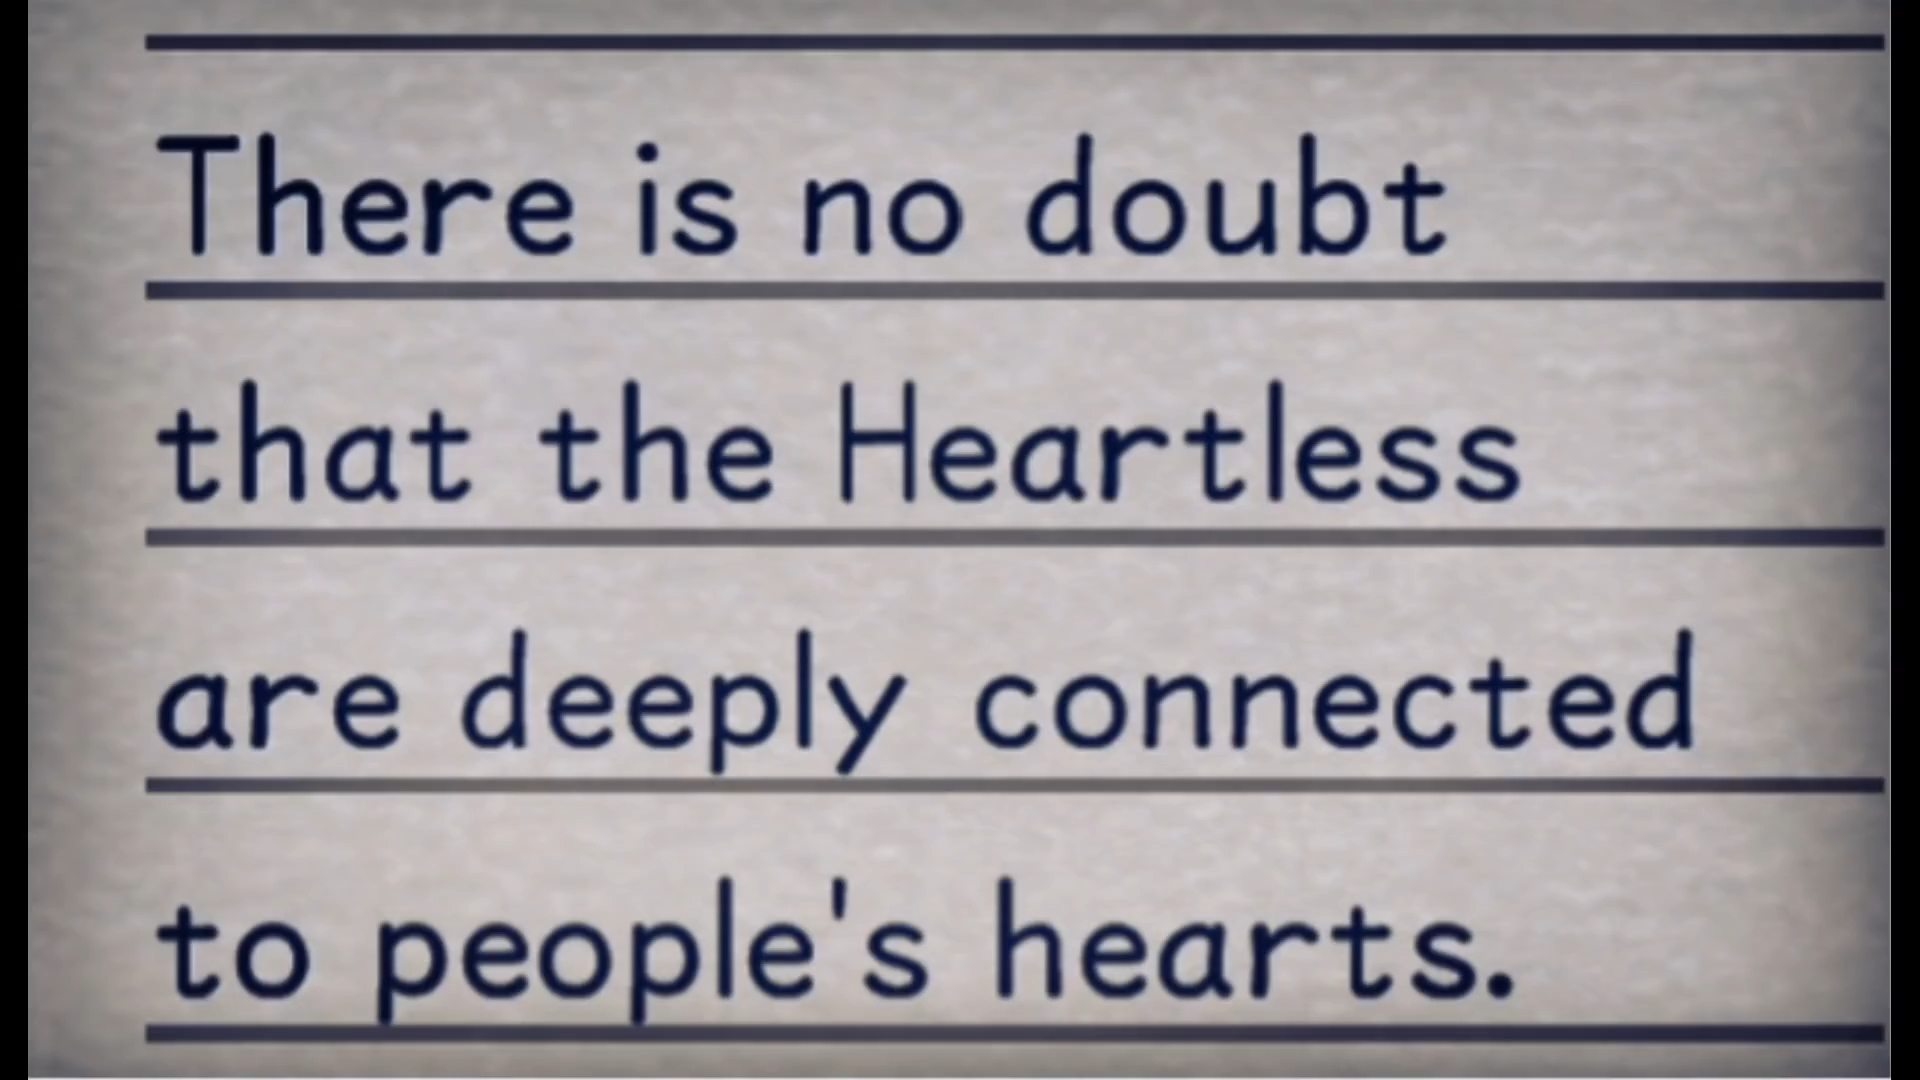 There is no doubt
that the Heartless
are deeply connected
to people's hearts.